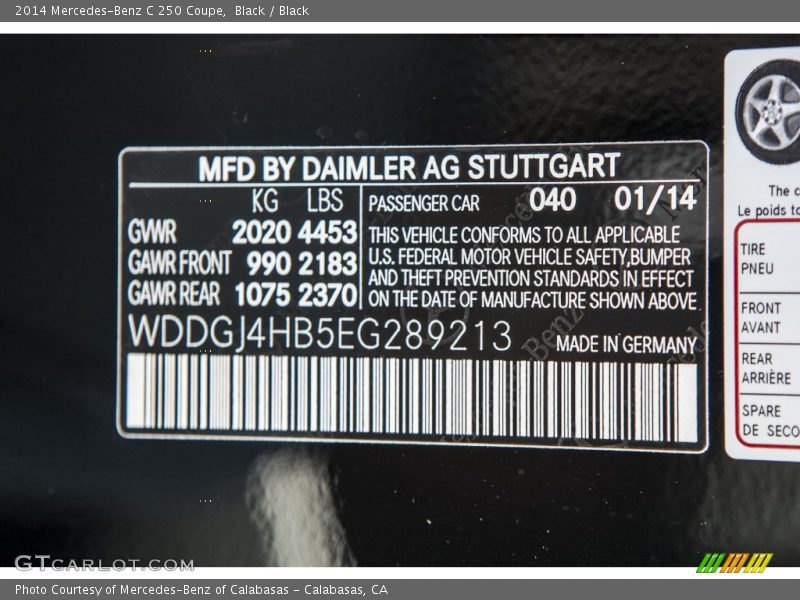 2014 Mercedes-Benz C 250 Coupe,  Black / Black
MFD BY DAIMLER AG STUTTGART
KG LBS
GVWR 2020 4453
GAWR FRONT 990 2183
GAWR REAR 1075 2370
PASSENGER CAR 040 01/14
THIS VEHICLE CONFORMS TO ALL APPLICABLE
U.S. FEDERAL MOTOR VEHICLE SAFETY,BUMPER
AND THEFT PREVENTION STANDARDS IN EFFECT
ON THE DATE OF MANUFACTURE SHOWN ABOVE.
WDDGJ4HB5EG289213 MADE IN GERMANY
The c
Le poids to
TIRE
PNEU
FRONT
AVANT
REAR
ARRIÈRE
SPARE
DE SECO
GTCARLOT.COM
Photo Courtesy of Mercedes-Benz of Calabasas - Calabasas, CA